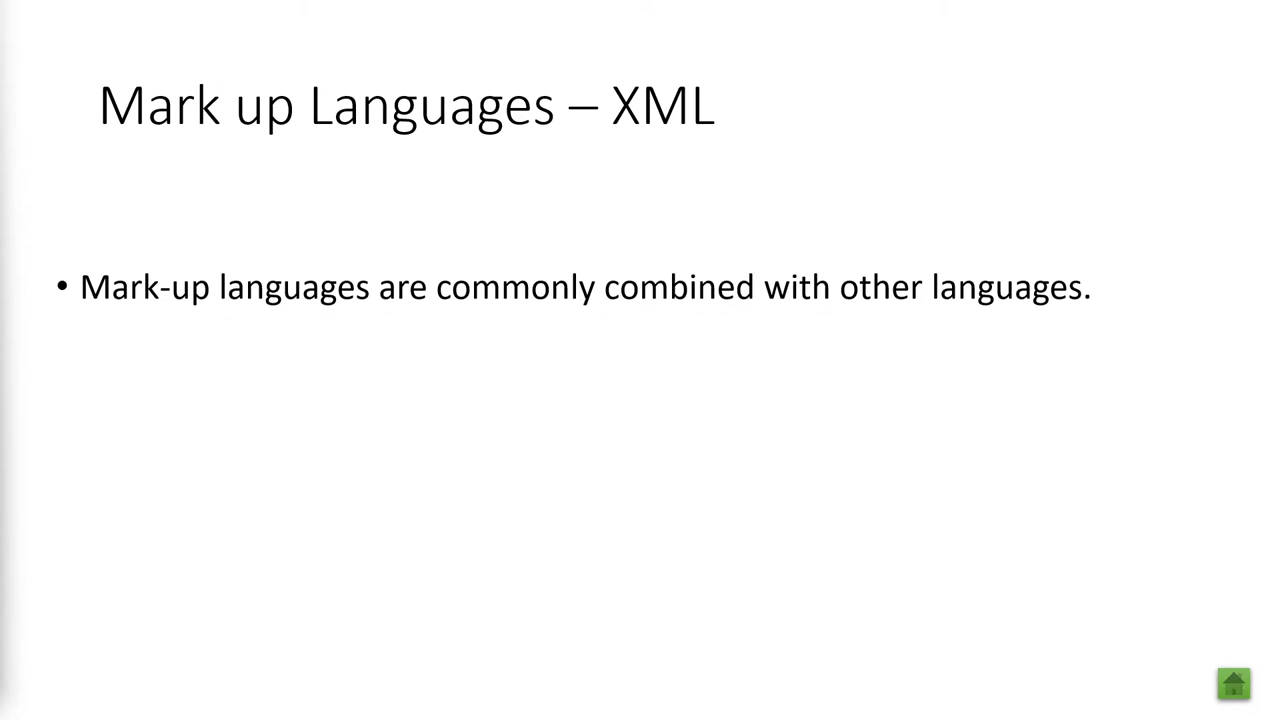 Mark up Languages – XML
• Mark-up languages are commonly combined with other languages.